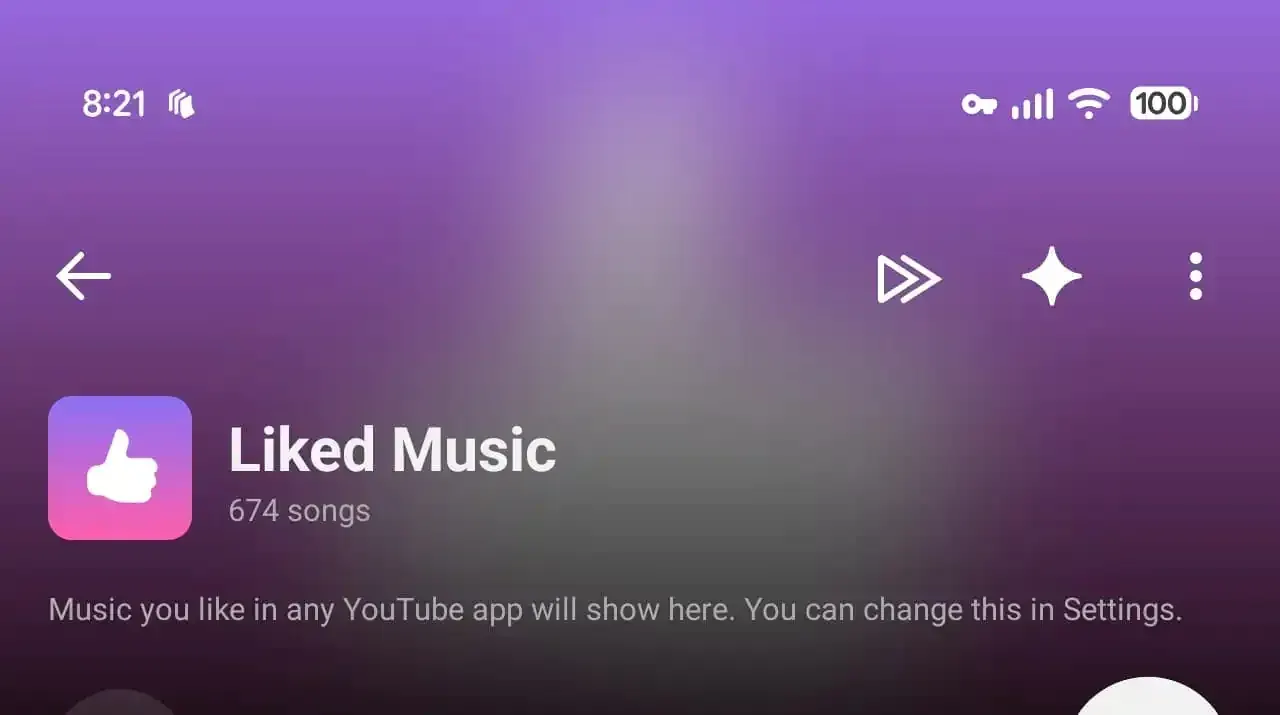 8:21
100
Liked Music
674 songs
Music you like in any YouTube app will show here. You can change this in Settings.